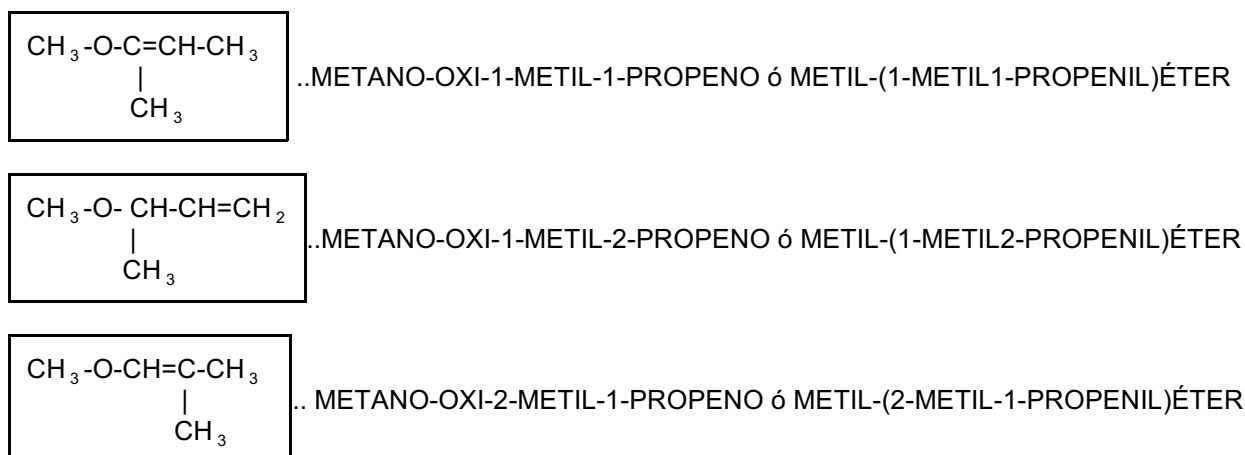 CH₃-O-C=CH-CH₃
|
CH₃
..METANO-OXI-1-METIL-1-PROPENO ó METIL-(1-METIL1-PROPENIL)ÉTER
CH₃-O- CH-CH=CH₂
|
CH₃
..METANO-OXI-1-METIL-2-PROPENO ó METIL-(1-METIL2-PROPENIL)ÉTER
CH₃-O-CH=C-CH₃
|
CH₃
.. METANO-OXI-2-METIL-1-PROPENO ó METIL-(2-METIL-1-PROPENIL)ÉTER